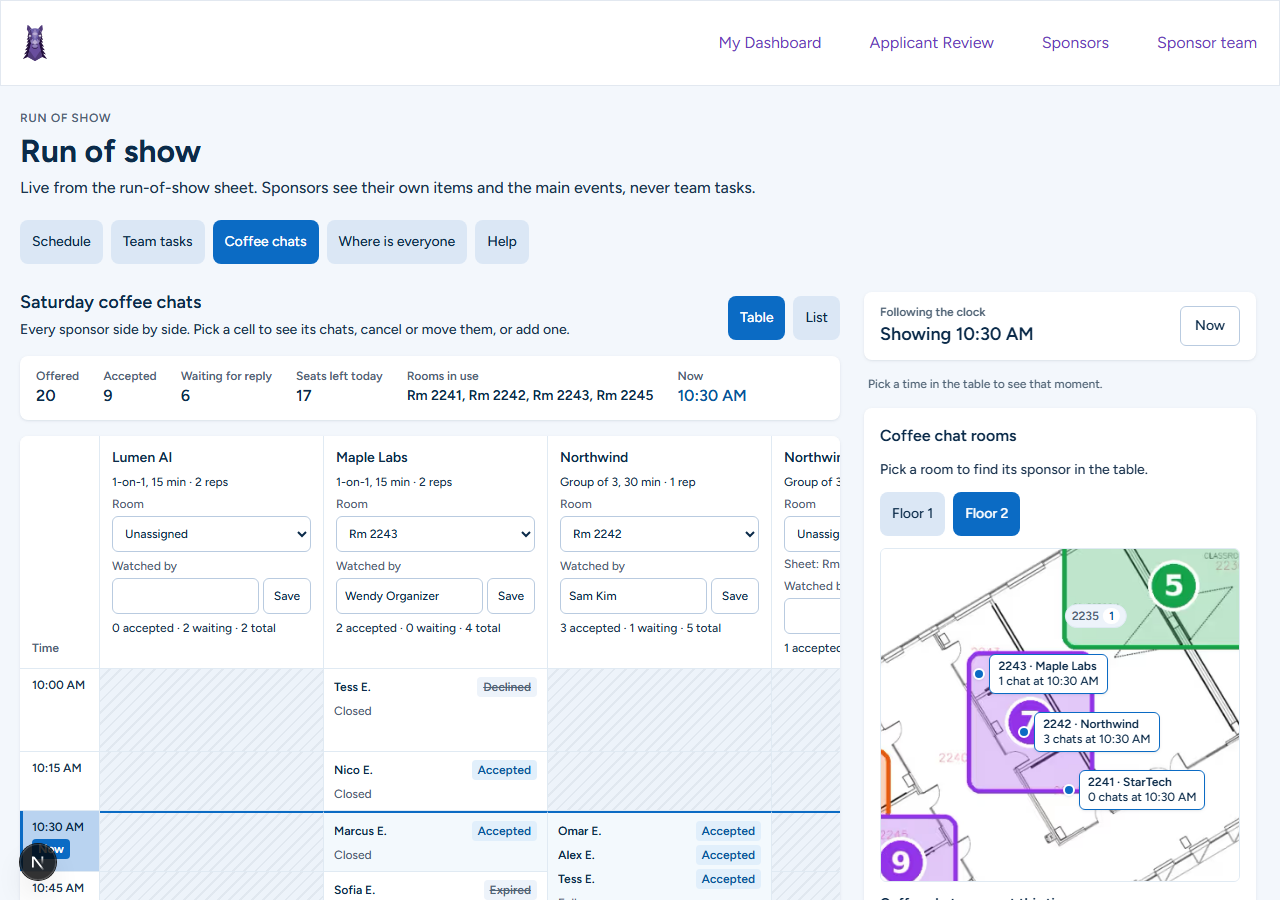 My Dashboard
Applicant Review
Sponsors
Sponsor team
RUN OF SHOW
Run of show
Live from the run-of-show sheet. Sponsors see their own items and the main events, never team tasks.
Schedule
Team tasks
Coffee chats
Where is everyone
Help
Saturday coffee chats
Every sponsor side by side. Pick a cell to see its chats, cancel or move them, or add one.
Table
List
Offered
20
Accepted
9
Waiting for reply
6
Seats left today
17
Rooms in use
Rm 2241, Rm 2242, Rm 2243, Rm 2245
Now
10:30 AM
Time
Lumen AI
1-on-1, 15 min · 2 reps
Room
Unassigned
Watched by
Save
0 accepted · 2 waiting · 2 total
Maple Labs
1-on-1, 15 min · 2 reps
Room
Rm 2243
Watched by
Wendy Organizer
Save
2 accepted · 0 waiting · 4 total
Northwind
Group of 3, 30 min · 1 rep
Room
Rm 2242
Watched by
Sam Kim
Save
3 accepted · 1 waiting · 5 total
Northwin
Group of 3
Room
Unassig
Sheet: Rm
Watched b
1 accepted
10:00 AM
Tess E.
Declined
Closed
10:15 AM
Nico E.
Accepted
Closed
10:30 AM
Now
Marcus E.
Accepted
Closed
Omar E.
Accepted
Alex E.
Accepted
Tess E.
Accepted
10:45 AM
Sofia E.
Expired
N
Following the clock
Showing 10:30 AM
Now
Pick a time in the table to see that moment.
Coffee chat rooms
Pick a room to find its sponsor in the table.
Floor 1
Floor 2
CLASSRO
223
5
2235 1
2243 · Maple Labs
1 chat at 10:30 AM
7
2242 · Northwind
3 chats at 10:30 AM
2240
2241 · StarTech
0 chats at 10:30 AM
2245
9